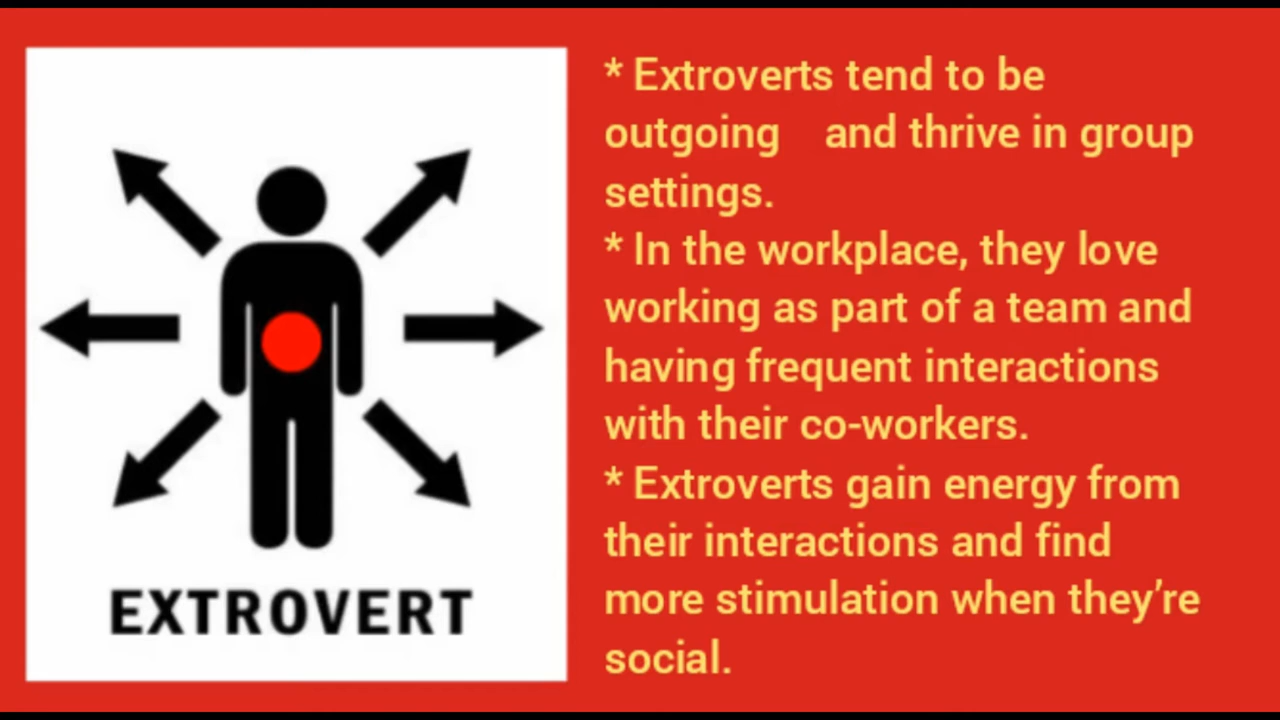 EXTROVERT
* Extroverts tend to be
outgoing    and thrive in group
settings.
* In the workplace, they love
working as part of a team and
having frequent interactions
with their co-workers.
* Extroverts gain energy from
their interactions and find
more stimulation when they’re
social.